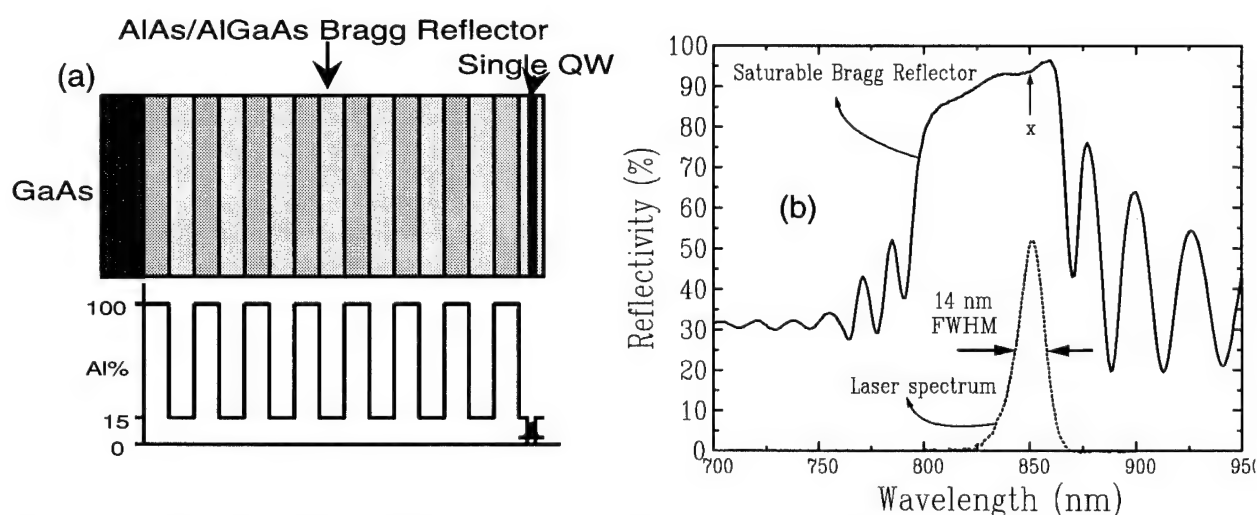 AlAs/AlGaAs Bragg Reflector
(a)
Single QW
GaAs
100
Al%
15
0
100
90
80
70
60
50
40
30
20
10
0
Reflectivity (%)
Saturable Bragg Reflector
x
(b)
14 nm
FWHM
Laser spectrum
700
750
800
850
900
950
Wavelength (nm)